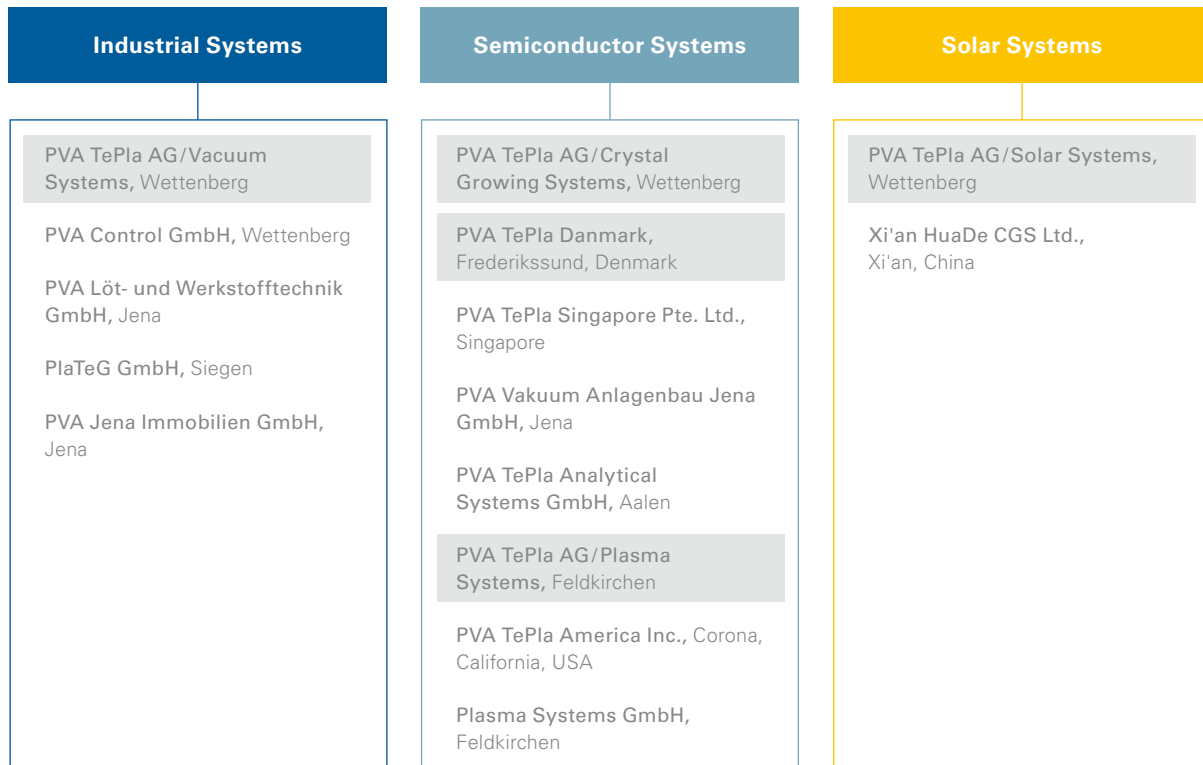 Industrial Systems
PVA TePla AG/Vacuum
Systems, Wettenberg
PVA Control GmbH, Wettenberg
PVA Löt- und Werkstofftechnik
GmbH, Jena
PlaTeG GmbH, Siegen
PVA Jena Immobilien GmbH,
Jena
Semiconductor Systems
PVA TePla AG/Crystal
Growing Systems, Wettenberg
PVA TePla Danmark,
Frederikssund, Denmark
PVA TePla Singapore Pte. Ltd.,
Singapore
PVA Vakuum Anlagenbau Jena
GmbH, Jena
PVA TePla Analytical
Systems GmbH, Aalen
PVA TePla AG/Plasma
Systems, Feldkirchen
PVA TePla America Inc., Corona,
California, USA
Plasma Systems GmbH,
Feldkirchen
Solar Systems
PVA TePla AG/Solar Systems,
Wettenberg
Xi'an HuaDe CGS Ltd.,
Xi'an, China